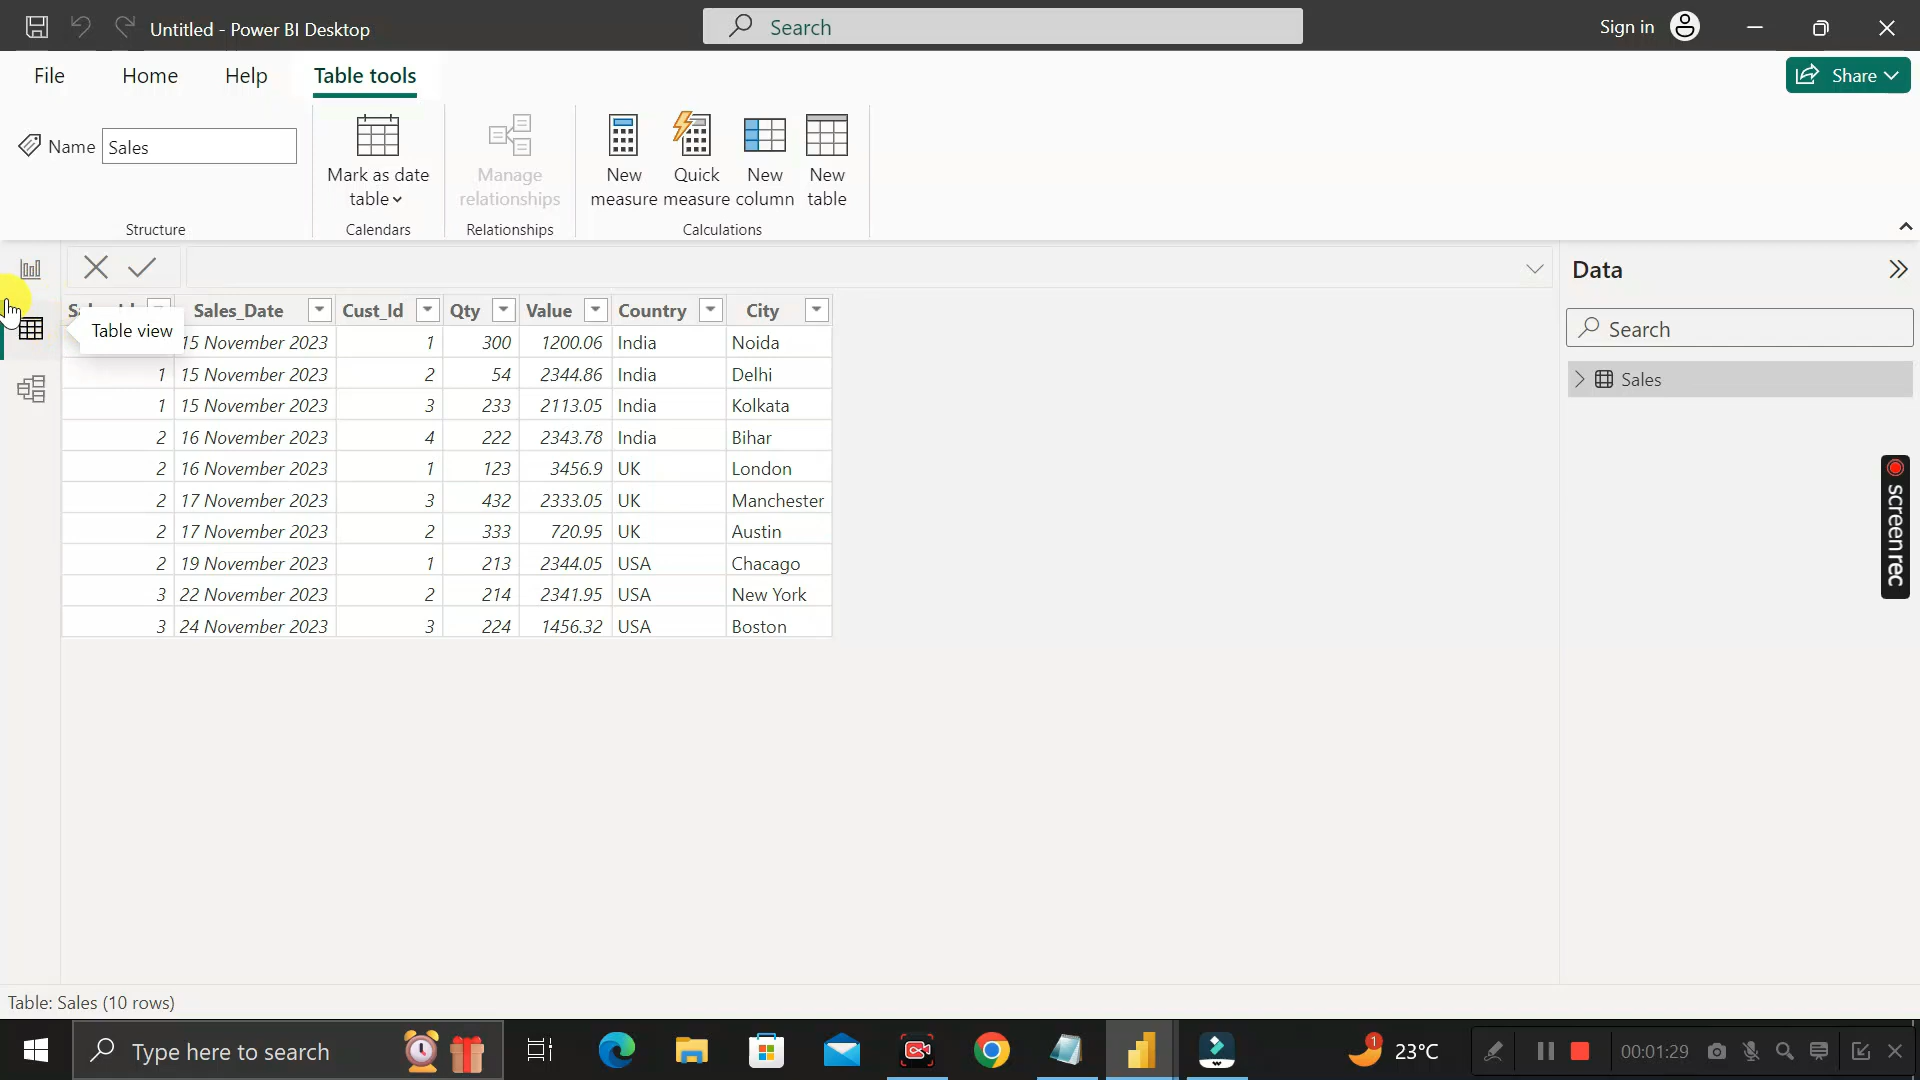 Untitled - Power BI Desktop
Search
Sign in
File Home Help Table tools
Share
Name Sales
Mark as date table
Manage relationships
New measure
Quick measure
New column
New table
Structure Calendars Relationships Calculations
Data
Sales_Date Cust_Id Qty Value Country City
Table view
Search
Sales
15 November 2023 1 300 1200.06 India Noida
1 15 November 2023 2 54 2344.86 India Delhi
1 15 November 2023 3 233 2113.05 India Kolkata
2 16 November 2023 4 222 2343.78 India Bihar
2 16 November 2023 1 123 3456.9 UK London
2 17 November 2023 3 432 2333.05 UK Manchester
2 17 November 2023 2 333 720.95 UK Austin
2 19 November 2023 1 213 2344.05 USA Chacago
3 22 November 2023 2 214 2341.95 USA New York
3 24 November 2023 3 224 1456.32 USA Boston
screen rec
Table: Sales (10 rows)
Type here to search
1
23°C
00:01:29